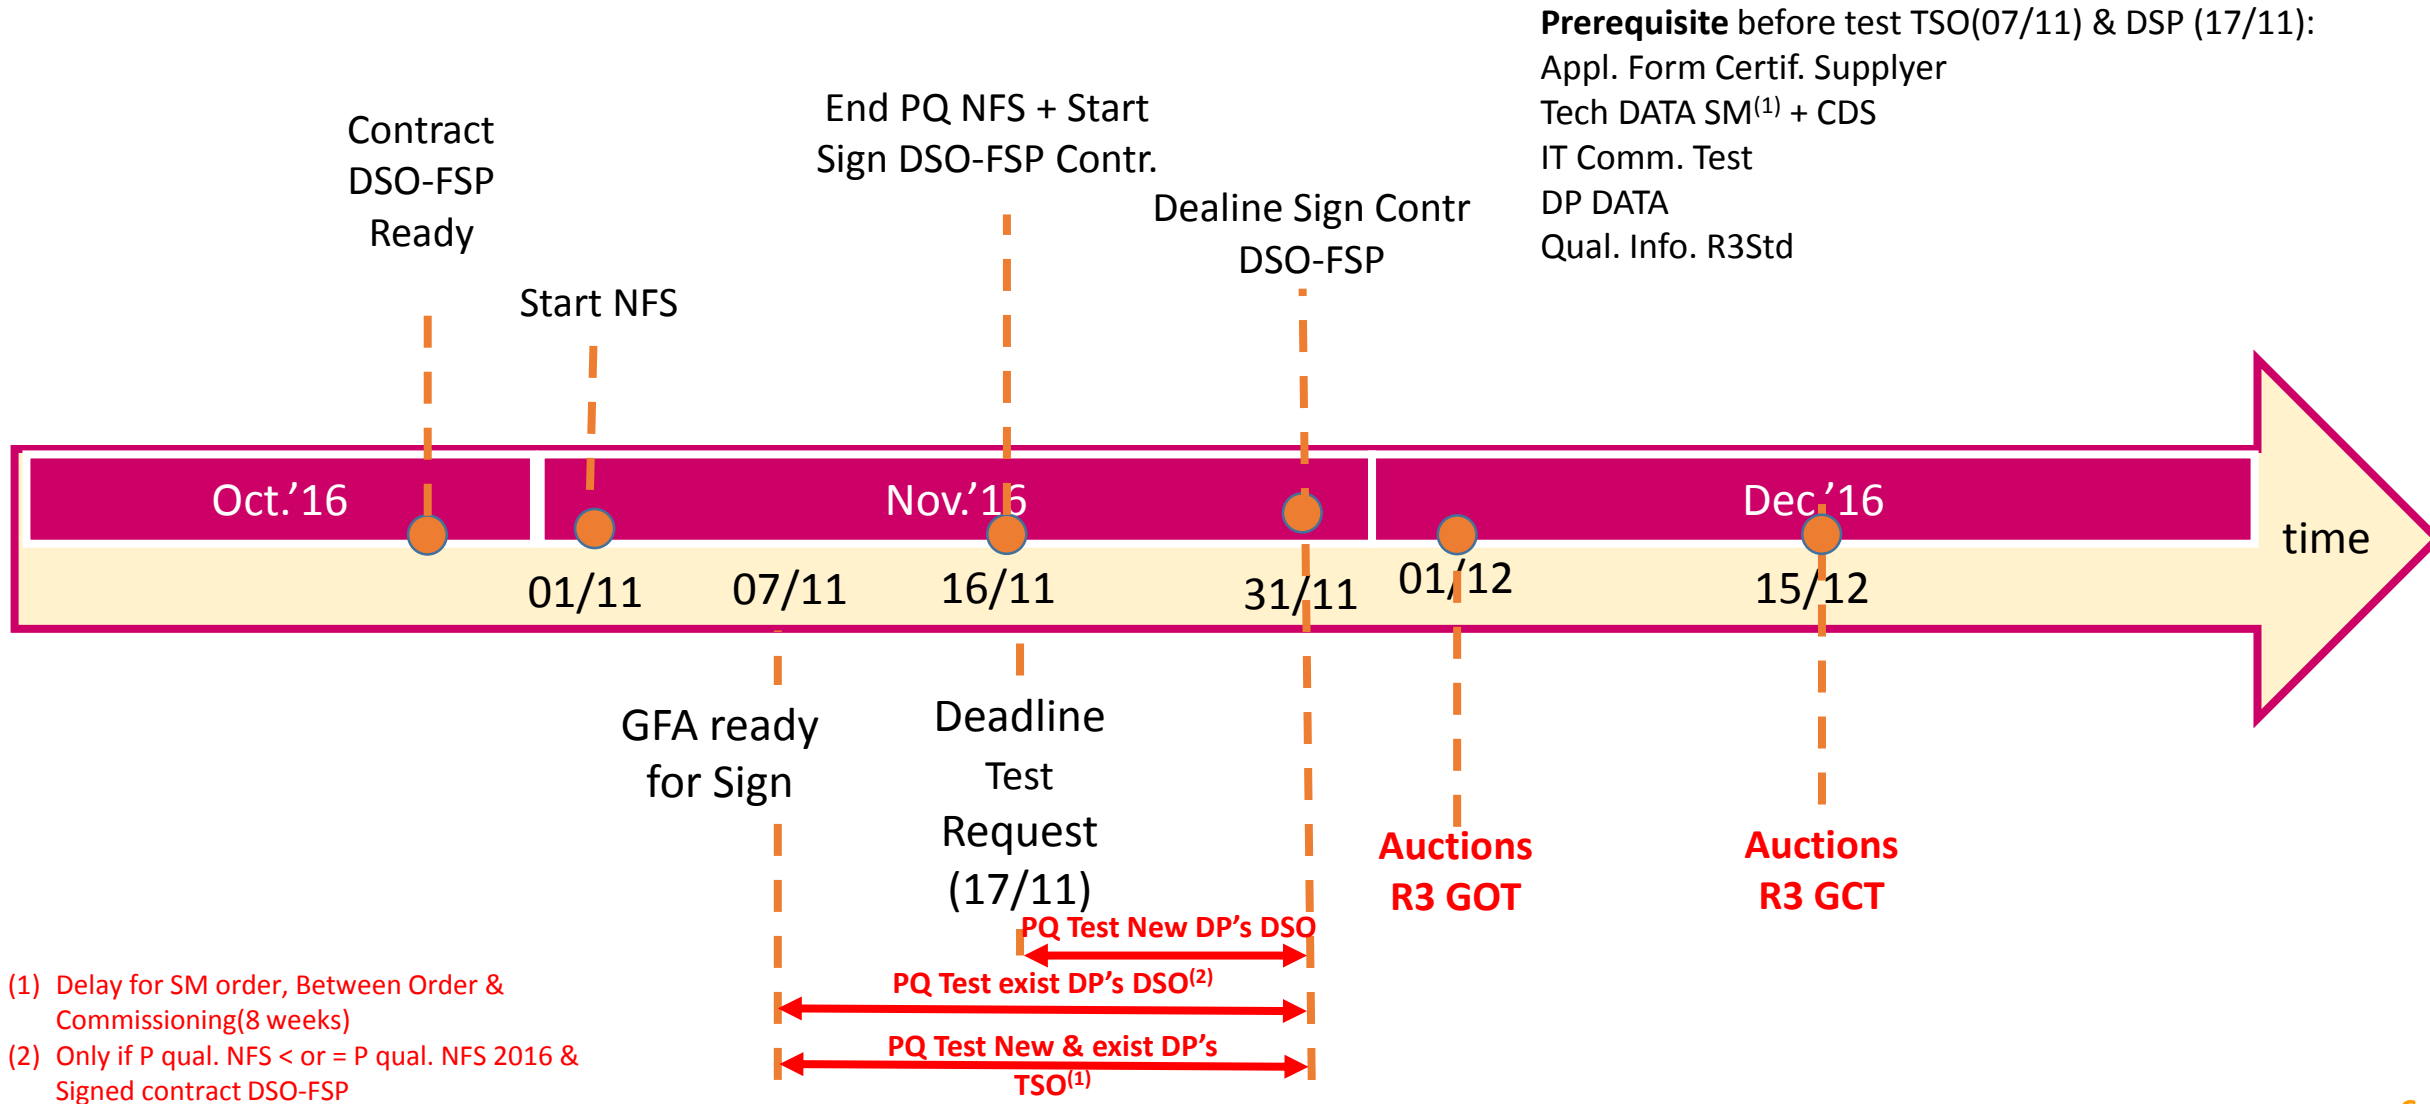 Prerequisite before test TSO(07/11) & DSP (17/11):
Appl. Form Certif. Supplyer
Tech DATA SM(1) + CDS
IT Comm. Test
DP DATA
Qual. Info. R3Std
Contract
DSO-FSP
Ready
Start NFS
End PQ NFS + Start
Sign DSO-FSP Contr.
Dealine Sign Contr
DSO-FSP
Oct.’16
Nov.’16
Dec.’16
time
01/11
07/11
16/11
31/11
01/12
15/12
GFA ready
for Sign
Deadline
Test
Request
(17/11)
Auctions
R3 GOT
Auctions
R3 GCT
PQ Test New DP’s DSO
PQ Test exist DP’s DSO(2)
PQ Test New & exist DP’s
TSO(1)
(1) Delay for SM order, Between Order &
Commissioning(8 weeks)
(2) Only if P qual. NFS < or = P qual. NFS 2016 &
Signed contract DSO-FSP